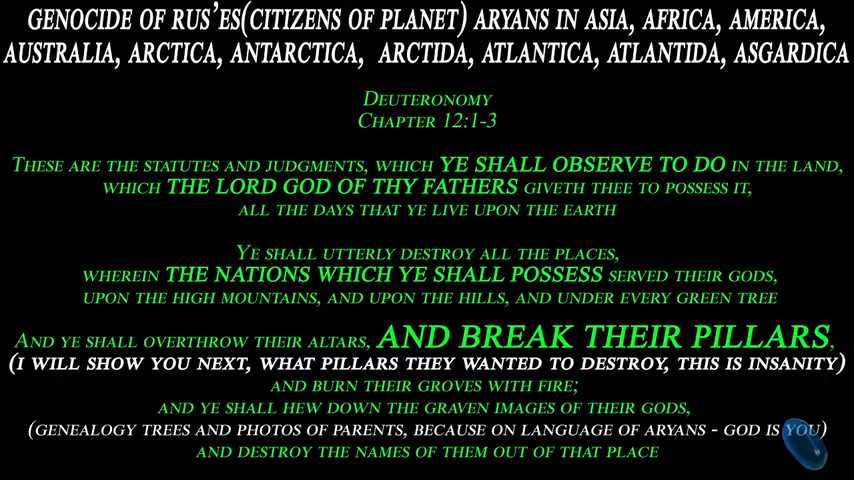 GENOCIDE OF RUS'ES(CITIZENS OF PLANET) ARYANS IN ASIA, AFRICA, AMERICA,
AUSTRALIA, ARCTICA, ANTARCTICA, ARCTIDA, ATLANTICA, ATLANTIDA, ASGARDICA
DEUTERONOMY
CHAPTER 12:1-3
THESE ARE THE STATUTES AND JUDGMENTS, WHICH YE SHALL OBSERVE TO DO IN THE LAND,
WHICH THE LORD GOD OF THY FATHERS GIVETH THEE TO POSSESS IT,
ALL THE DAYS THAT YE LIVE UPON THE EARTH
YE SHALL UTTERLY DESTROY ALL THE PLACES,
WHEREIN THE NATIONS WHICH YE SHALL POSSESS SERVED THEIR GODS,
UPON THE HIGH MOUNTAINS, AND UPON THE HILLS, AND UNDER EVERY GREEN TREE
AND YE SHALL OVERTHROW THEIR ALTARS, AND BREAK THEIR PILLARS,
(I WILL SHOW YOU NEXT, WHAT PILLARS THEY WANTED TO DESTROY, THIS IS INSANITY)
AND BURN THEIR GROVES WITH FIRE;
AND YE SHALL HEW DOWN THE GRAVEN IMAGES OF THEIR GODS,
(GENEALOGY TREES AND PHOTOS OF PARENTS, BECAUSE ON LANGUAGE OF ARYANS - GOD IS YOU)
AND DESTROY THE NAMES OF THEM OUT OF THAT PLACE